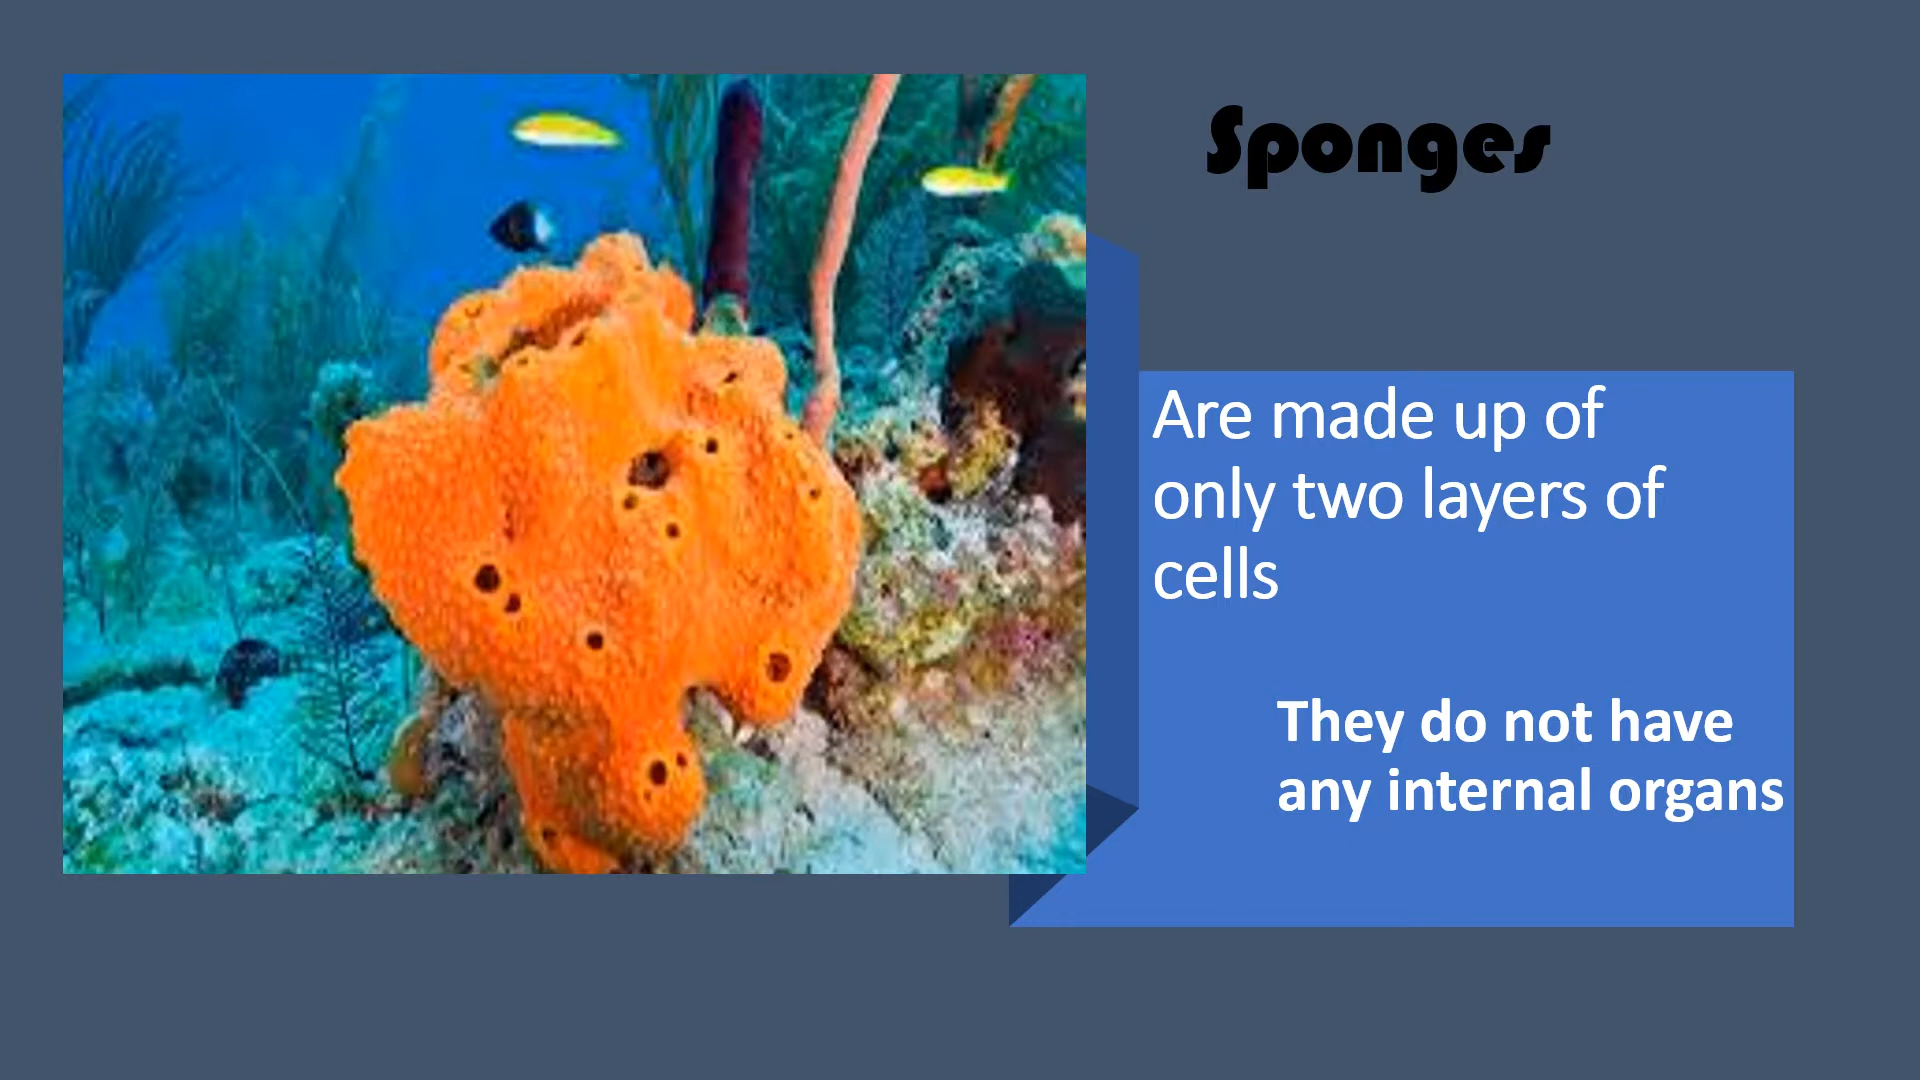 Sponges
Are made up of
only two layers of
cells
They do not have
any internal organs